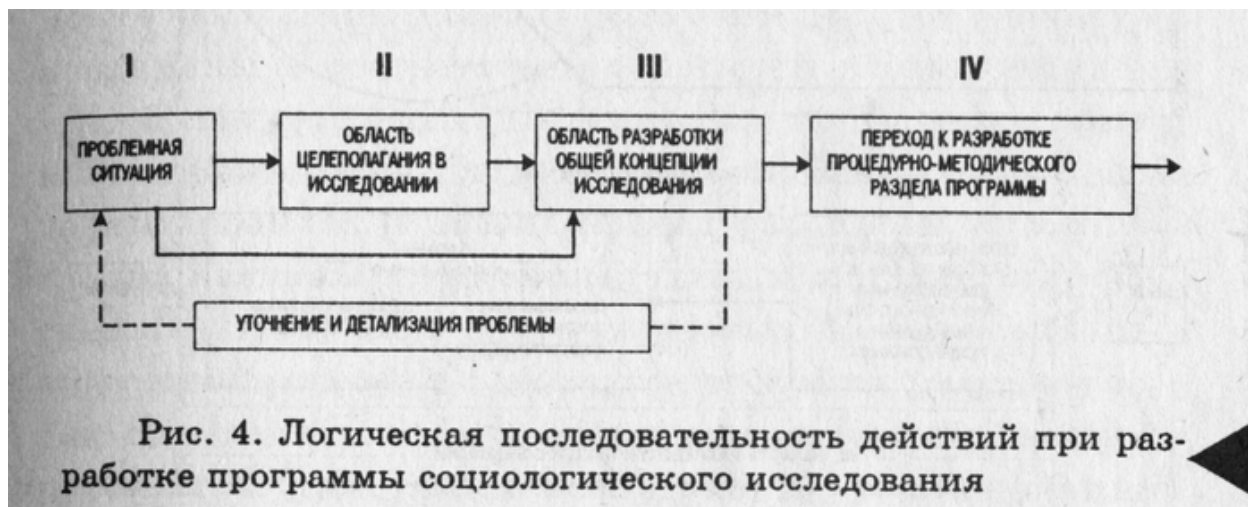 I II III IV
ПРОБЛЕМНАЯ
СИТУАЦИЯ
ОБЛАСТЬ
ЦЕЛЕПОЛАГАНИЯ В
ИССЛЕДОВАНИИ
ОБЛАСТЬ РАЗРАБОТКИ
ОБЩЕЙ КОНЦЕПЦИИ
ИССЛЕДОВАНИЯ
ПЕРЕХОД К РАЗРАБОТКЕ
ПРОЦЕДУРНО-МЕТОДИЧЕСКОГО
РАЗДЕЛА ПРОГРАММЫ
УТОЧНЕНИЕ И ДЕТАЛИЗАЦИЯ ПРОБЛЕМЫ
Рис. 4. Логическая последовательность действий при раз-
работке программы социологического исследования